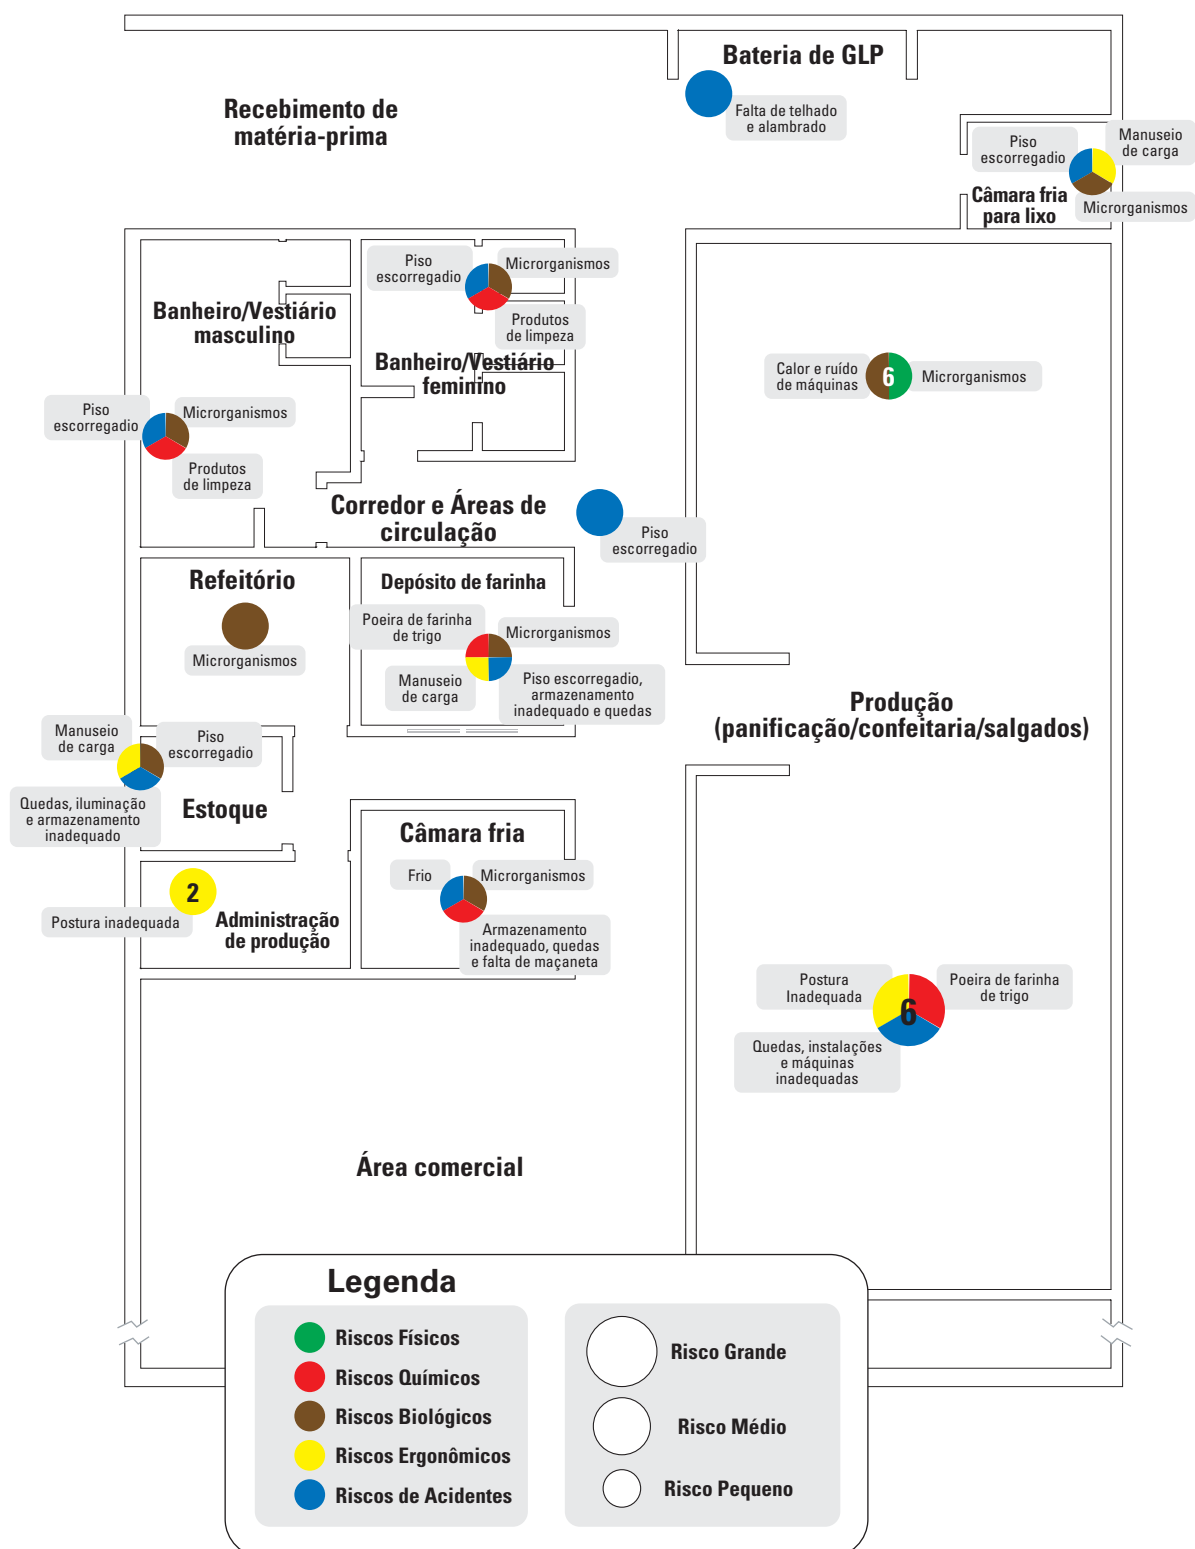 Bateria de GLP
Falta de telhado
e alambrado
Recebimento de
matéria-prima
Piso
escorregadio
Manuseio
de carga
Câmara fria
para lixo
Microrganismos
Piso
escorregadio
Microrganismos
Produtos
de limpeza
Banheiro/Vestiário
masculino
Banheiro/Vestiário
feminino
Calor e ruído
de máquinas
6
Microrganismos
Piso
escorregadio
Microrganismos
Produtos
de limpeza
Corredor e Áreas de
circulação
Piso
escorregadio
Refeitório
Microrganismos
Depósito de farinha
Poeira de farinha
de trigo
Microrganismos
Manuseio
de carga
Piso escorregadio,
armazenamento
inadequado e quedas
Produção
(panificação/confeitaria/salgados)
Manuseio
de carga
Piso
escorregadio
Quedas, iluminação
e armazenamento
inadequado
Estoque
Câmara fria
Frio
Microrganismos
Armazenamento
inadequado, quedas
e falta de maçaneta
2
Postura inadequada
Administração
de produção
Postura
Inadequada
6
Poeira de farinha
de trigo
Quedas, instalações
e máquinas
inadequadas
Área comercial
Legenda
Riscos Físicos
Riscos Químicos
Riscos Biológicos
Riscos Ergonômicos
Riscos de Acidentes
Risco Grande
Risco Médio
Risco Pequeno